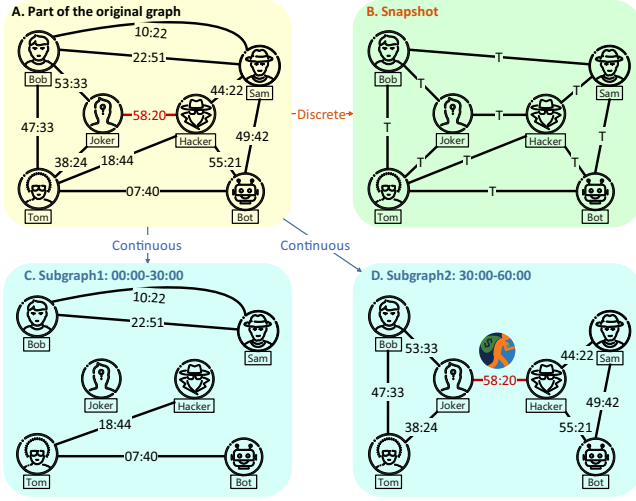 A. Part of the original graph
10:22
22:51
Bob
Sam
53:33
44:22
58:20
Joker
Hacker
47:33
49:42
38:24
18:44
55:21
07:40
Tom
Bot
Discrete
B. Snapshot
T
Bob
Sam
T
T
T
T
T
Joker
Hacker
T
T
T
T
Tom
Bot
Continuous
Continuous
C. Subgraph1: 00:00-30:00
10:22
22:51
Bob
Sam
Joker
Hacker
18:44
07:40
Tom
Bot
D. Subgraph2: 30:00-60:00
Bob
Sam
53:33
44:22
58:20
47:33
Joker
Hacker
49:42
38:24
55:21
Tom
Bot